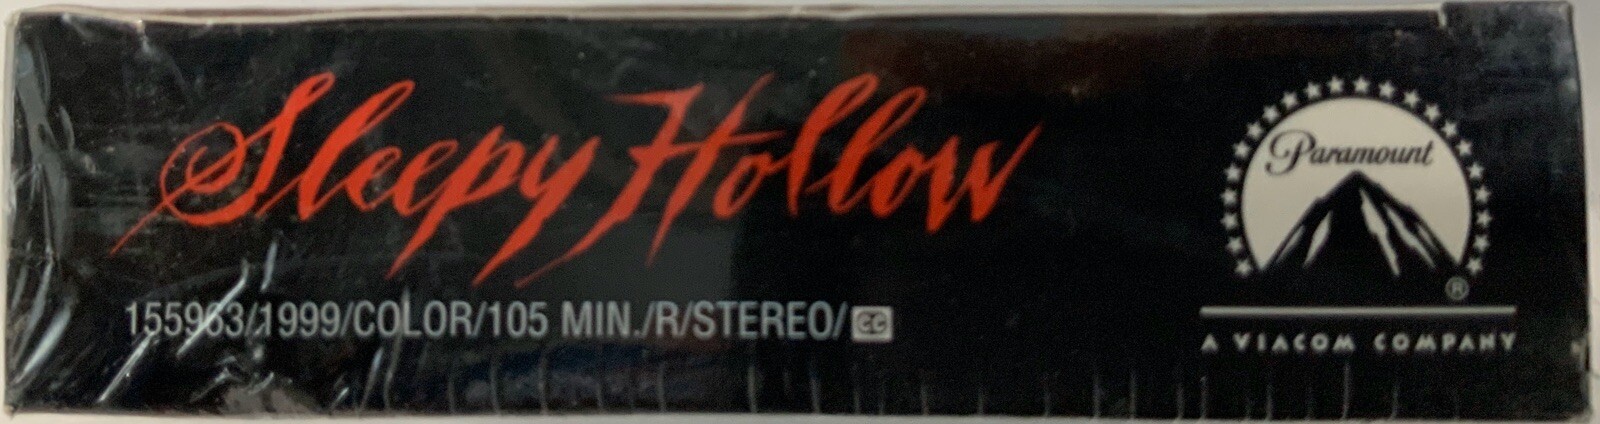 Sleepy Hollow
155963/1999/COLOR/105 MIN./R/STEREO/CC
Paramount
®
A VIACOM COMPANY